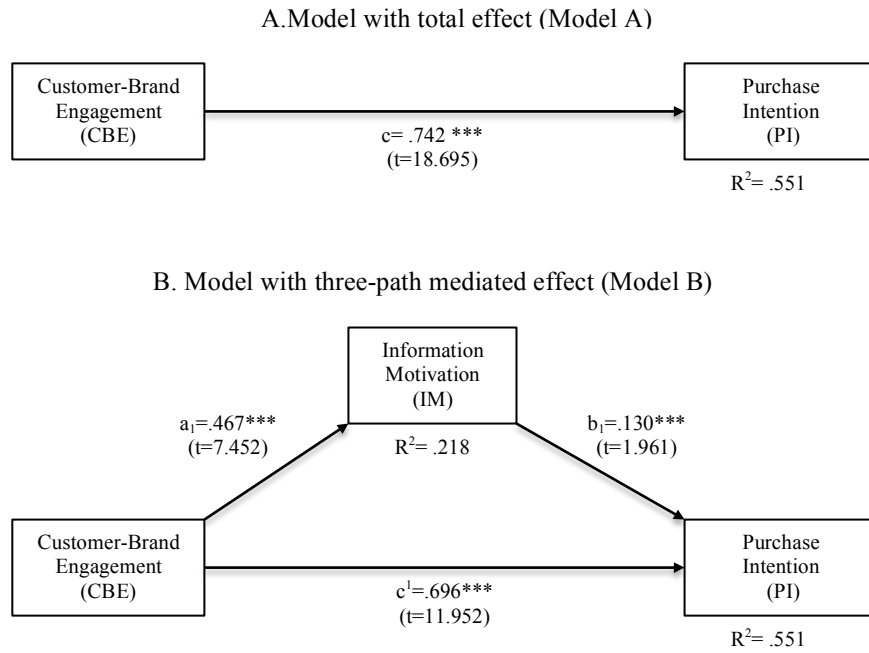 A.Model with total effect (Model A)
Customer-Brand
Engagement
(CBE)
Purchase
Intention
(PI)
c= .742 ***
(t=18.695)
R²= .551
B. Model with three-path mediated effect (Model B)
Information
Motivation
(IM)
a₁=.467***
(t=7.452)
b₁=.130***
(t=1.961)
R²= .218
Customer-Brand
Engagement
(CBE)
Purchase
Intention
(PI)
c¹=.696***
(t=11.952)
R²= .551